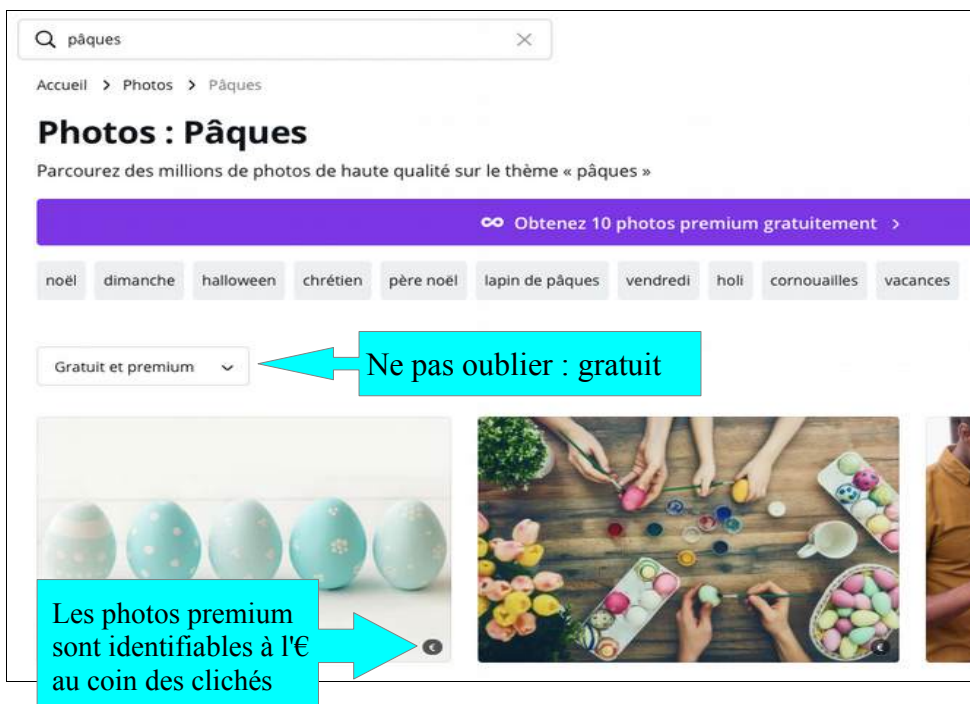 pâques
Accueil > Photos > Pâques
Photos : Pâques
Parcourez des millions de photos de haute qualité sur le thème « pâques »
Obtenez 10 photos premium gratuitement >
noël dimanche halloween chrétien père noël lapin de pâques vendredi holi cornouailles vacances
Gratuit et premium
Ne pas oublier : gratuit
Les photos premium
sont identifiables à l'€
au coin des clichés
€
€